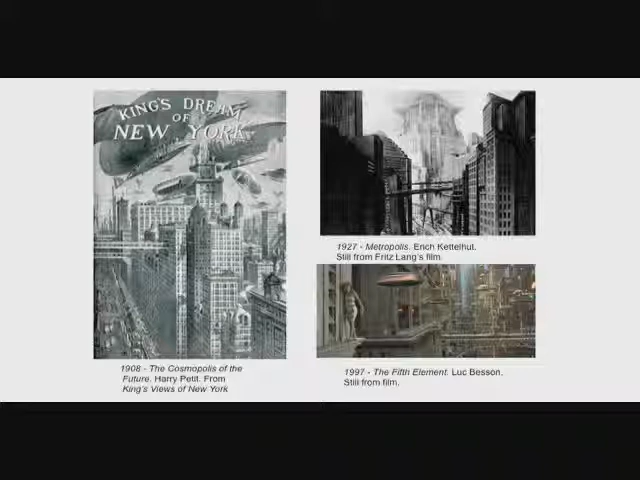 KING'S DREAM
OF
NEW YORK
1908 - The Cosmopolis of the
Future. Harry Petit. From
King's Views of New York
1927 - Metropolis. Erich Kettelhut.
Still from Fritz Lang's film.
1997 - The Fifth Element. Luc Besson.
Still from film.